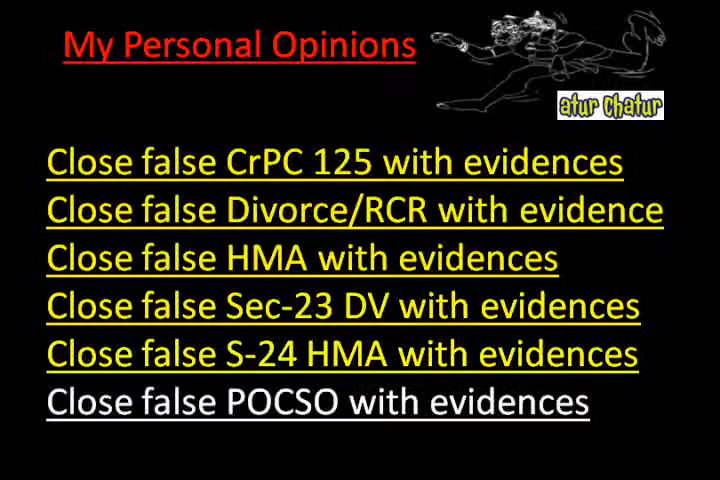 My Personal Opinions
atur Chatur
Close false CrPC 125 with evidences
Close false Divorce/RCR with evidence
Close false HMA with evidences
Close false Sec-23 DV with evidences
Close false S-24 HMA with evidences
Close false POCSO with evidences